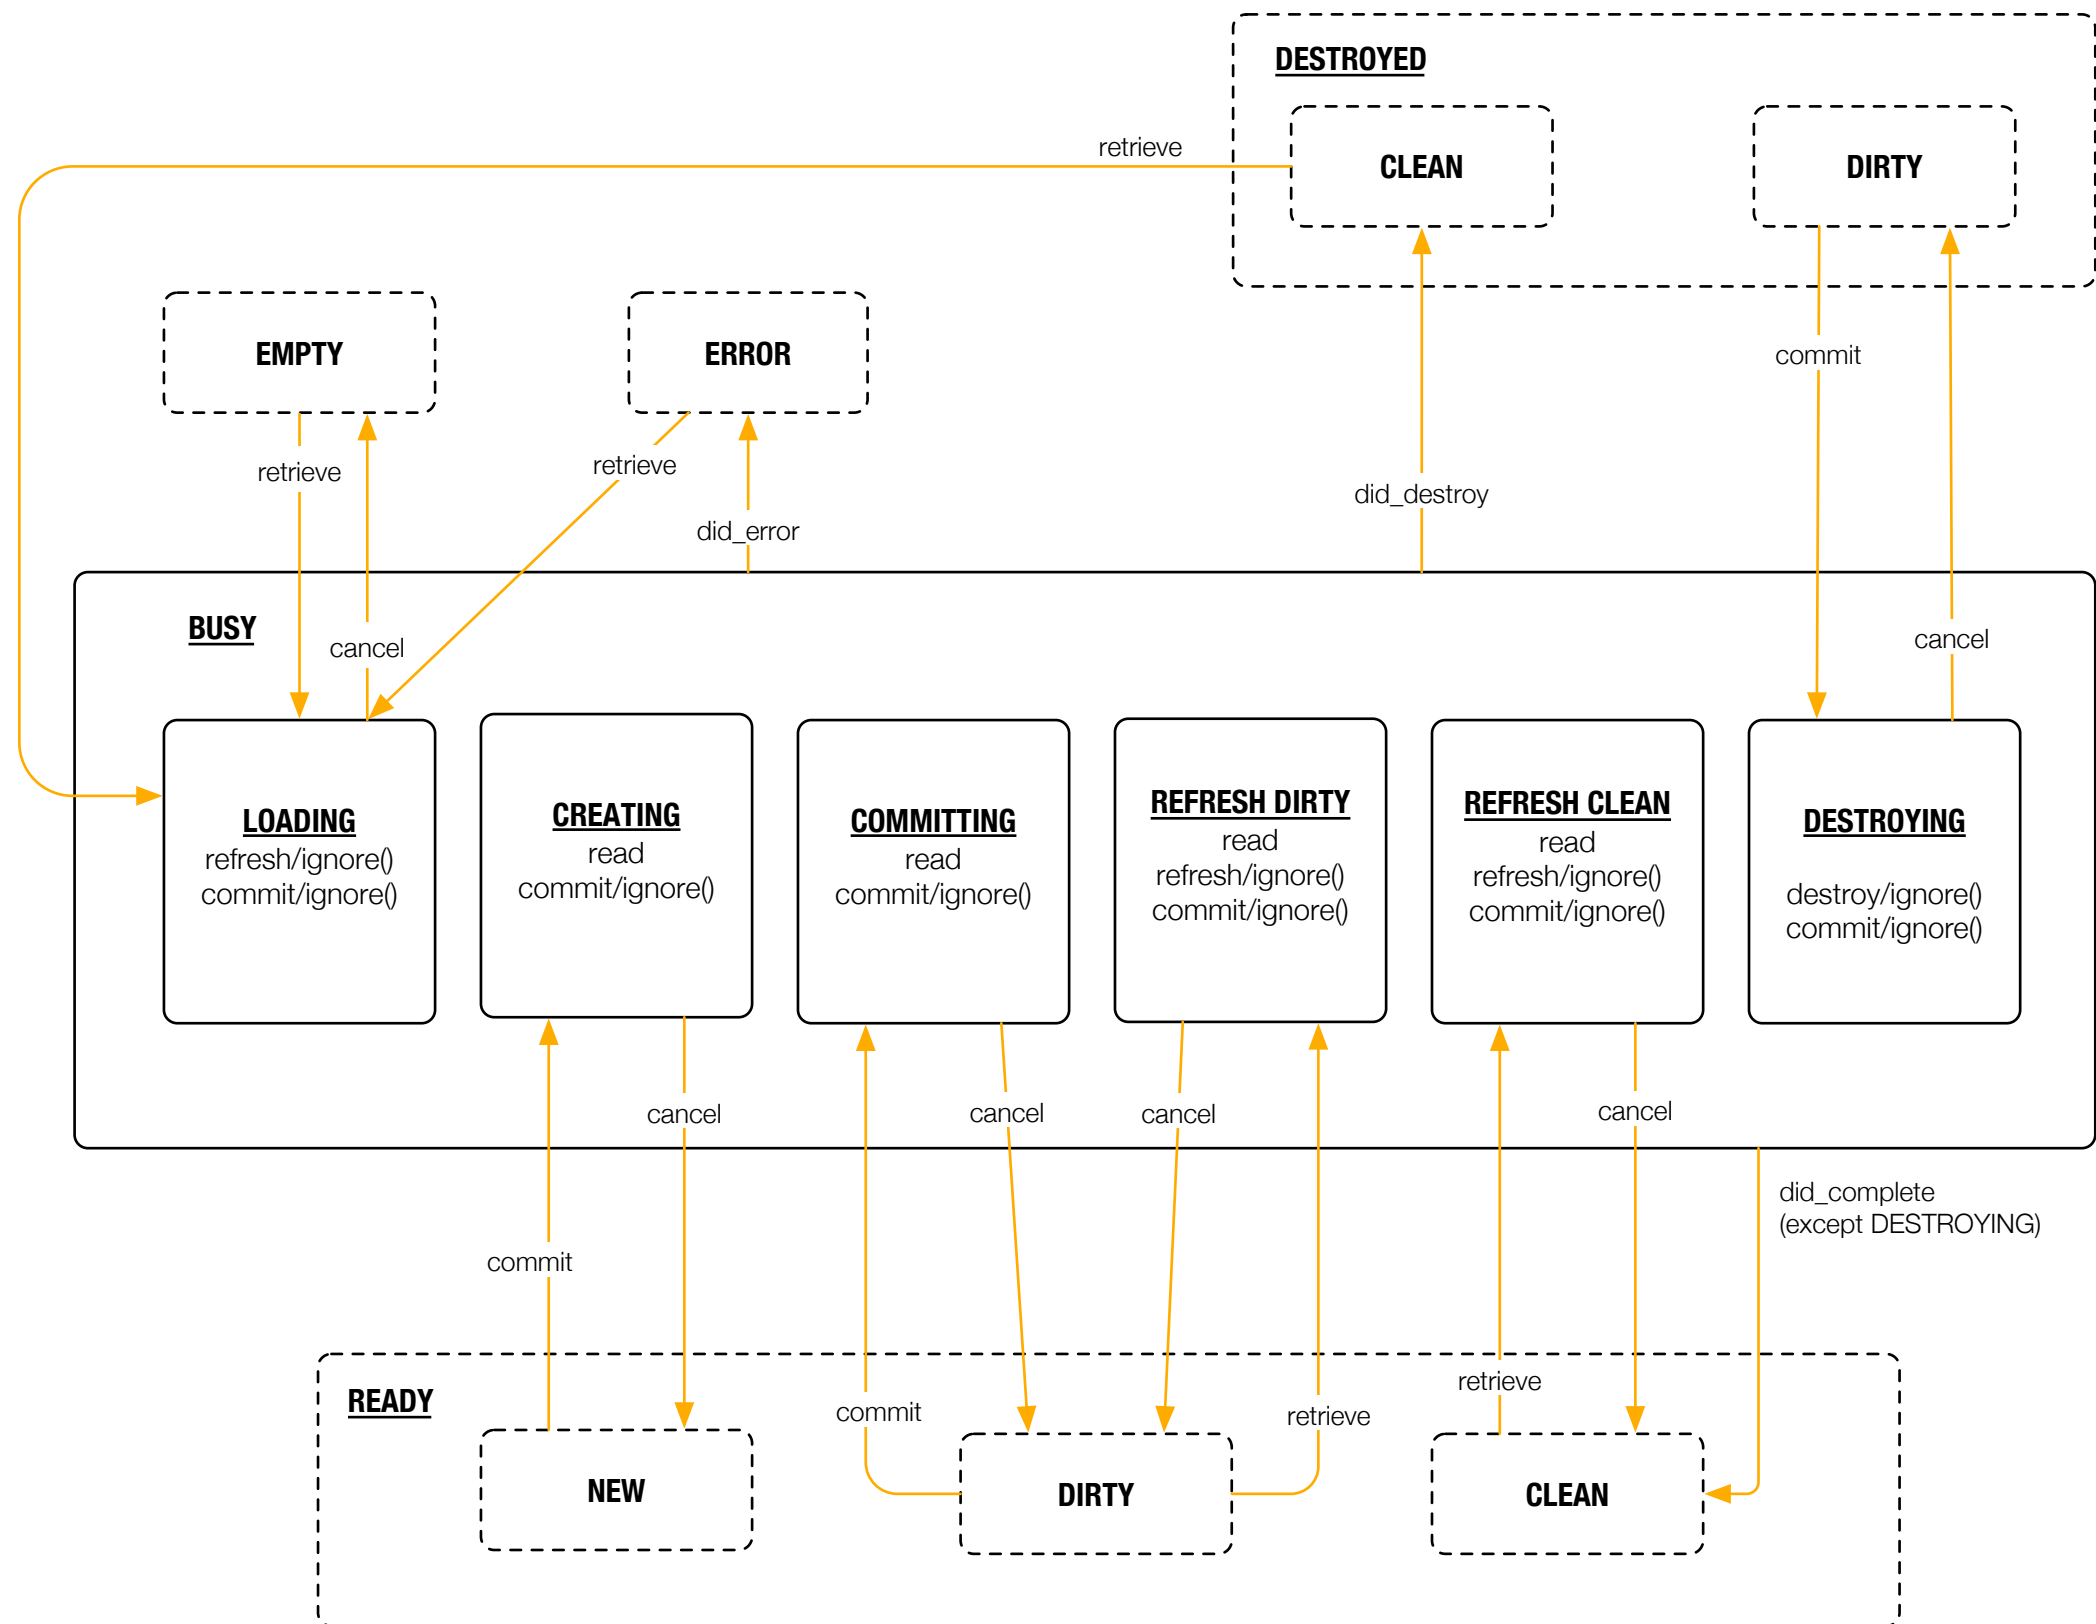 DESTROYED
CLEAN
DIRTY
retrieve
EMPTY
ERROR
commit
retrieve
retrieve
did_error
did_destroy
BUSY
cancel
cancel
LOADING
refresh/ignore()
commit/ignore()
CREATING
read
commit/ignore()
COMMITTING
read
commit/ignore()
REFRESH DIRTY
read
refresh/ignore()
commit/ignore()
REFRESH CLEAN
read
refresh/ignore()
commit/ignore()
DESTROYING
destroy/ignore()
commit/ignore()
cancel
cancel
cancel
cancel
did_complete
(except DESTROYING)
commit
READY
commit
retrieve
retrieve
NEW
DIRTY
CLEAN